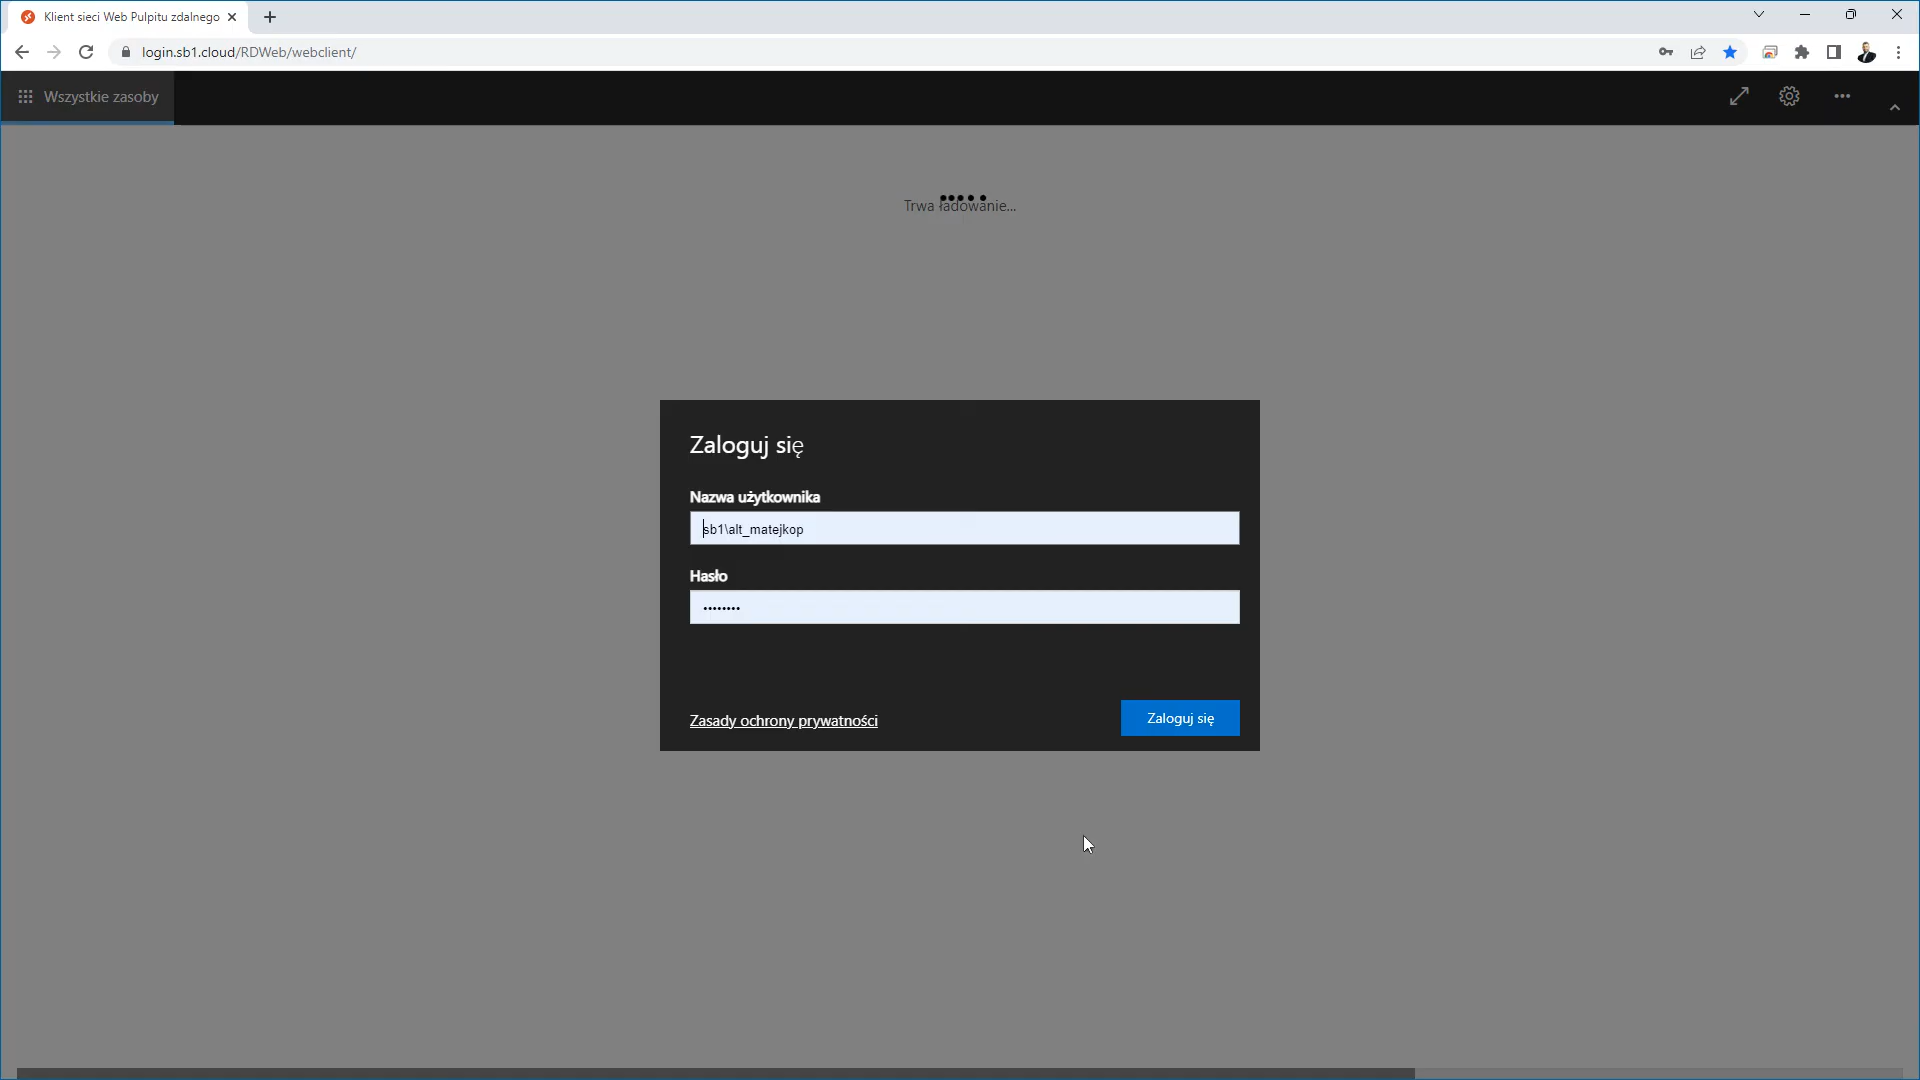 Klient sieci Web Pulpitu zdalnego
login.sb1.cloud/RDWeb/webclient/
Wszystkie zasoby
Trwa ładowanie...
Zaloguj się
Nazwa użytkownika
sb1\alt_matejkop
Hasło
••••••••
Zasady ochrony prywatności
Zaloguj się